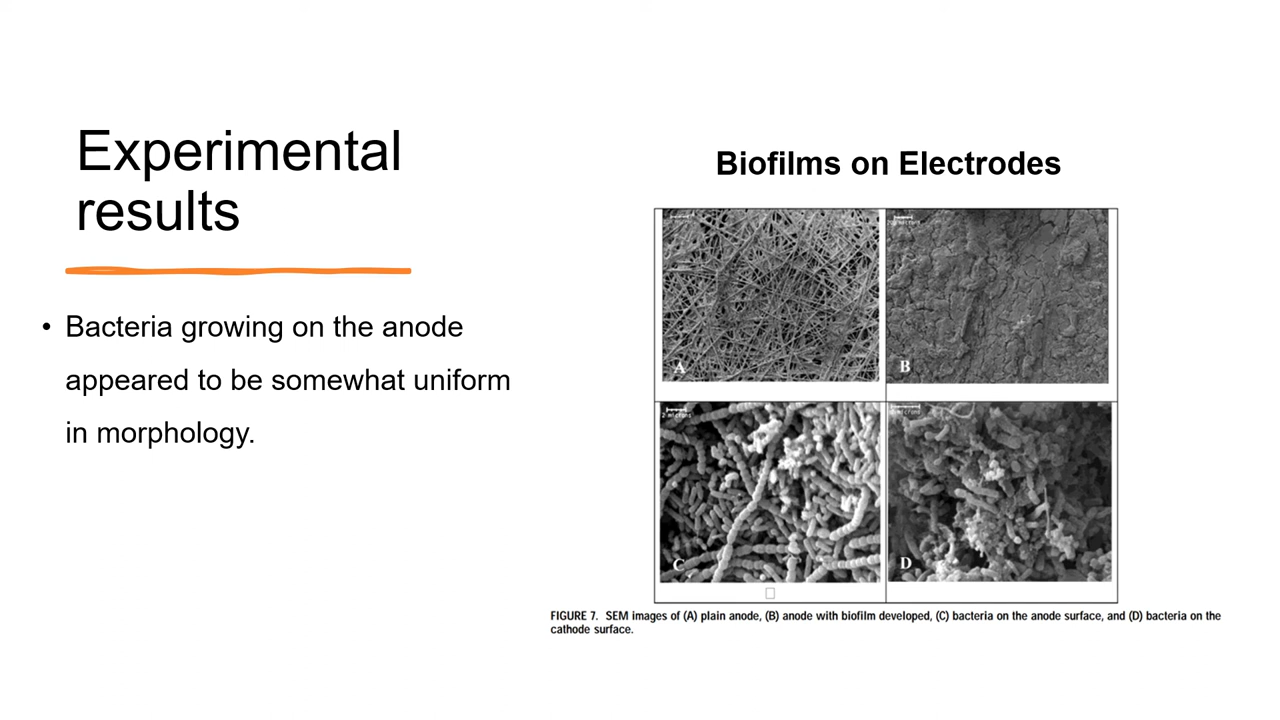 Experimental
results
• Bacteria growing on the anode
appeared to be somewhat uniform
in morphology.
Biofilms on Electrodes
A
B
2 microns
C
D
FIGURE 7. SEM images of (A) plain anode, (B) anode with biofilm developed, (C) bacteria on the anode surface, and (D) bacteria on the
cathode surface.